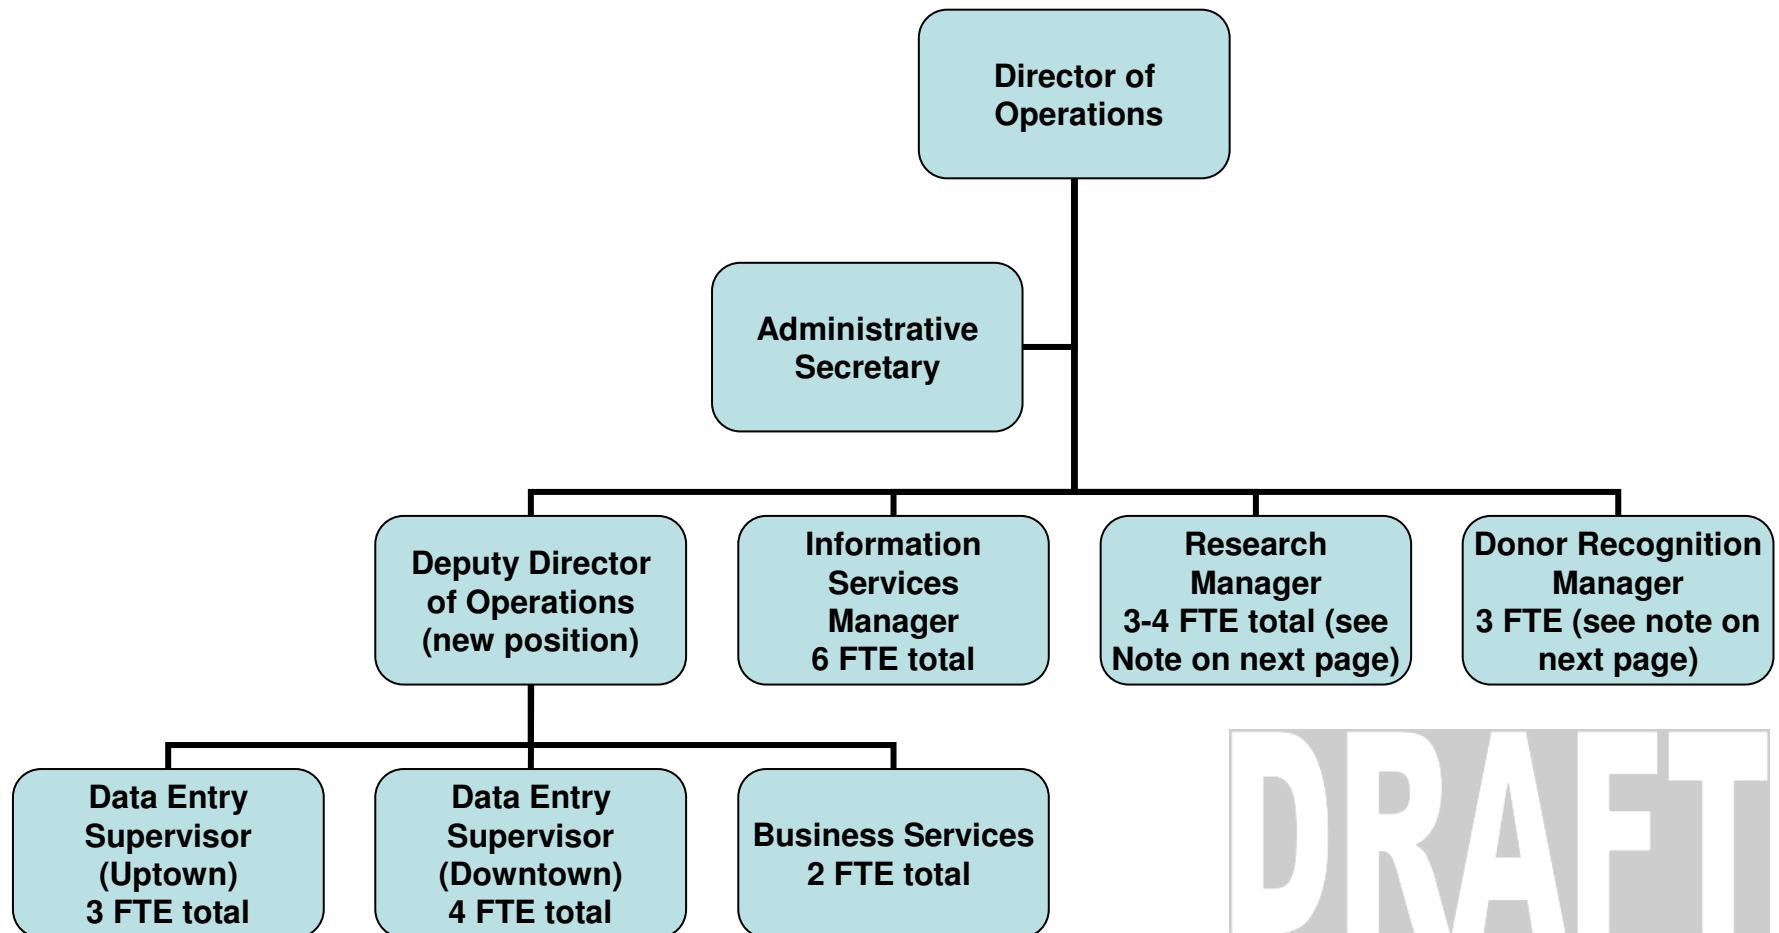 Director of
Operations
Administrative
Secretary
Deputy Director
of Operations
(new position)
Information
Services
Manager
6 FTE total
Research
Manager
3-4 FTE total (see
Note on next page)
Donor Recognition
Manager
3 FTE (see note on
next page)
Data Entry
Supervisor
(Uptown)
3 FTE total
Data Entry
Supervisor
(Downtown)
4 FTE total
Business Services
2 FTE total
DRAFT